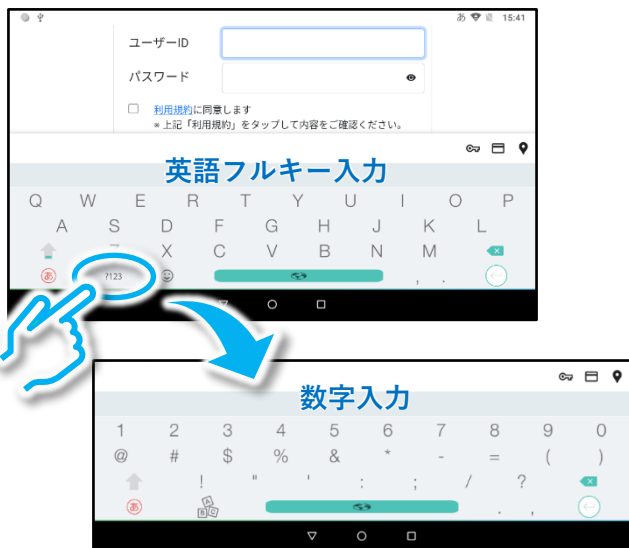 あ 15:41
ユーザーID
パスワード
利用規約に同意します
※上記「利用規約」をタップして内容をご確認ください。
英語フルキー入力
Q W E R T Y U I O P
A S D F G H J K L
Z X C V B N M
あ ?123 , .
数字入力
1 2 3 4 5 6 7 8 9 0
@ # $ % & * - = ( )
! " ' : ; / ?
あ ABC . ,